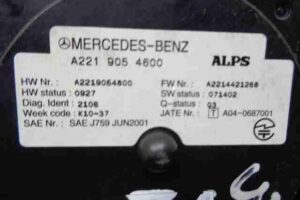 MERCEDES-BENZ
A221 905 4600 ALPS
HW Nr. : A2219054600 FW Nr. : A2214421268
HW status : 0927 SW status : 071402
Diag. Ident : 2106 Q-status : 03
Week code : K10-37 JATE Nr.: T A04-0687001
SAE Nr. : SAE J759 JUN2001